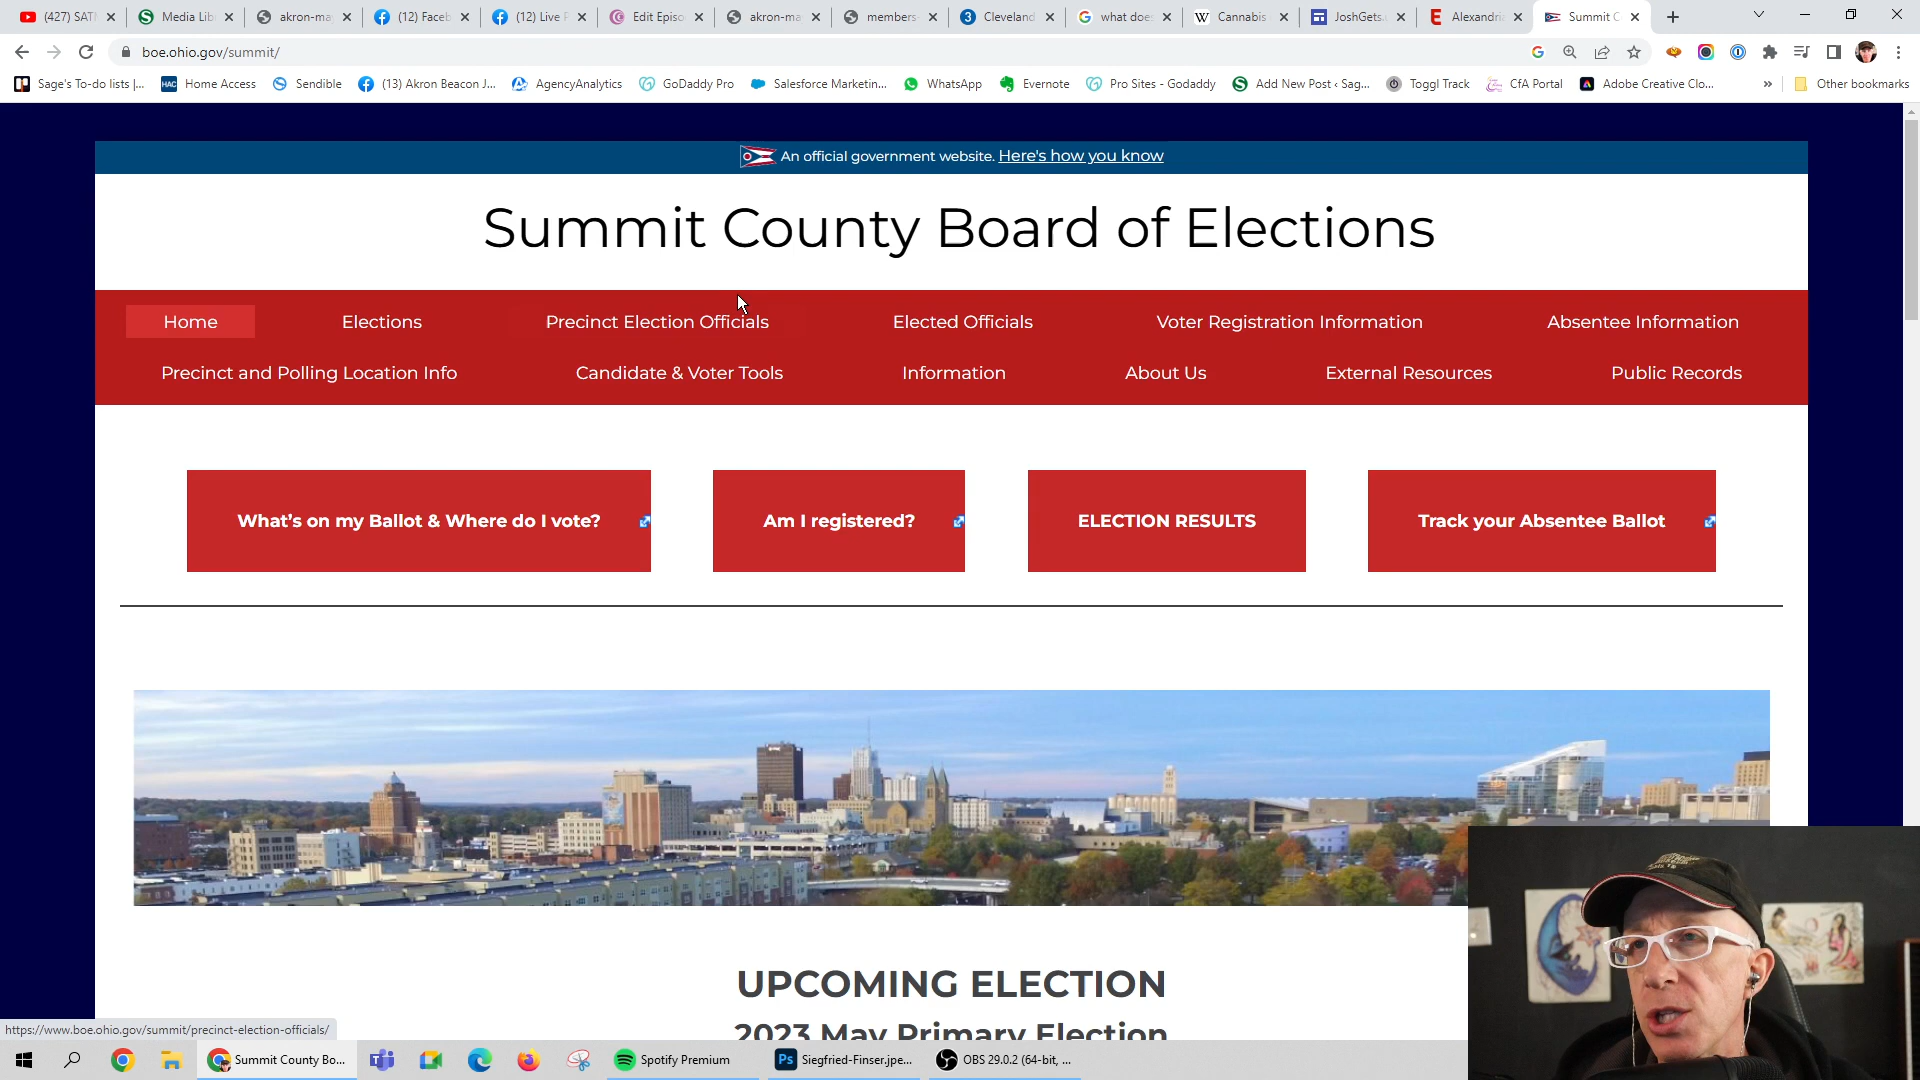 (427) SATI
Media Lib
akron-ma
(12) Faceb
(12) Live P
Edit Episo
akron-ma
members-
Cleveland
what does
Cannabis
JoshGets.
Alexandri
Summit C
boe.ohio.gov/summit/
Sage's To-do lists |...
Home Access
Sendible
(13) Akron Beacon J...
AgencyAnalytics
GoDaddy Pro
Salesforce Marketin...
WhatsApp
Evernote
Pro Sites - Godaddy
Add New Post ‹ Sag...
Toggl Track
CfA Portal
Adobe Creative Clo...
»
Other bookmarks
An official government website. Here's how you know
Summit County Board of Elections
Home
Elections
Precinct Election Officials
Elected Officials
Voter Registration Information
Absentee Information
Precinct and Polling Location Info
Candidate & Voter Tools
Information
About Us
External Resources
Public Records
What's on my Ballot & Where do I vote?
Am I registered?
ELECTION RESULTS
Track your Absentee Ballot
UPCOMING ELECTION
2023 May Primary Election
https://www.boe.ohio.gov/summit/precinct-election-officials/
Summit County Bo...
Spotify Premium
Siegfried-Finser.jpe...
OBS 29.0.2 (64-bit, ...